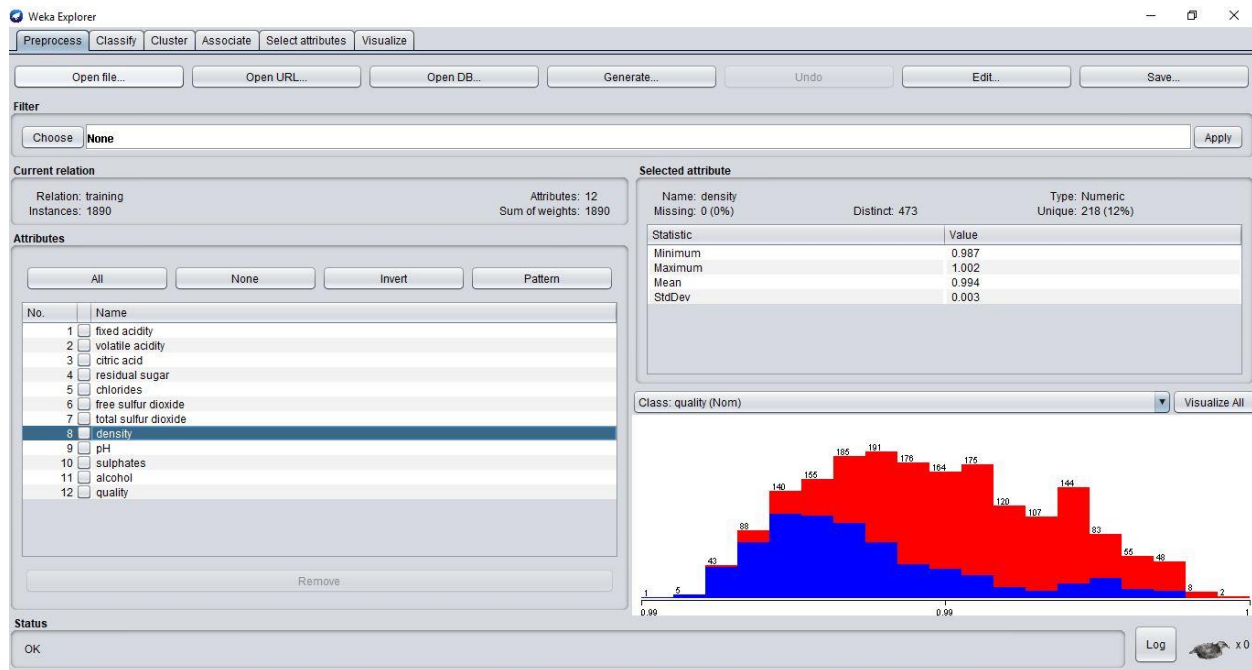 Weka Explorer
Preprocess Classify Cluster Associate Select attributes Visualize
Open file... Open URL... Open DB... Generate... Undo Edit... Save...
Filter
Choose None Apply
Current relation
Relation: training Attributes: 12
Instances: 1890 Sum of weights: 1890
Attributes
All None Invert Pattern
No. Name
1 fixed acidity
2 volatile acidity
3 citric acid
4 residual sugar
5 chlorides
6 free sulfur dioxide
7 total sulfur dioxide
8 density
9 pH
10 sulphates
11 alcohol
12 quality
Remove
Selected attribute
Name: density Type: Numeric
Missing: 0 (0%) Distinct: 473 Unique: 218 (12%)
Statistic Value
Minimum 0.987
Maximum 1.002
Mean 0.994
StdDev 0.003
Class: quality (Nom) Visualize All
1 5 43 88 140 155 185 191 176 164 175 120 107 144 83 55 48 8 2
0.99 0.99 1
Status
OK Log x 0